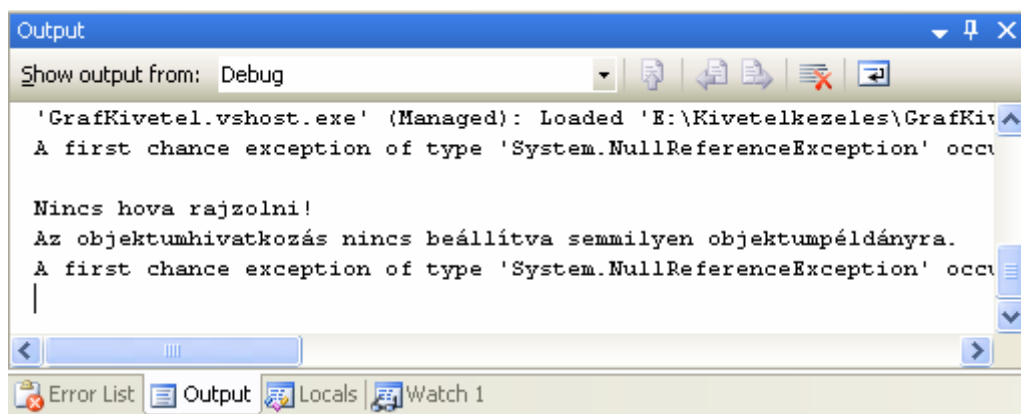 Output
Show output from: Debug
'GrafKivetel.vshost.exe' (Managed): Loaded 'E:\Kivetelkezeles\GrafKiv
A first chance exception of type 'System.NullReferenceException' occu
Nincs hova rajzolni!
Az objektumhivatkozás nincs beállítva semmilyen objektumpéldányra.
A first chance exception of type 'System.NullReferenceException' occu
Error List Output Locals Watch 1